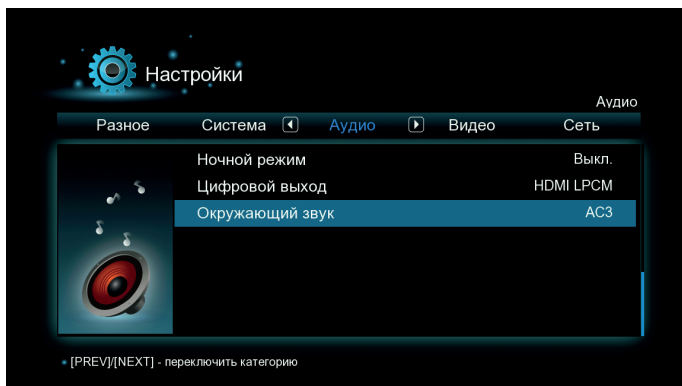 Настройки
Аудио
Разное Система Аудио Видео Сеть
Ночной режим Выкл.
Цифровой выход HDMI LPCM
Окружающий звук AC3
[PREV]/[NEXT] - переключить категорию